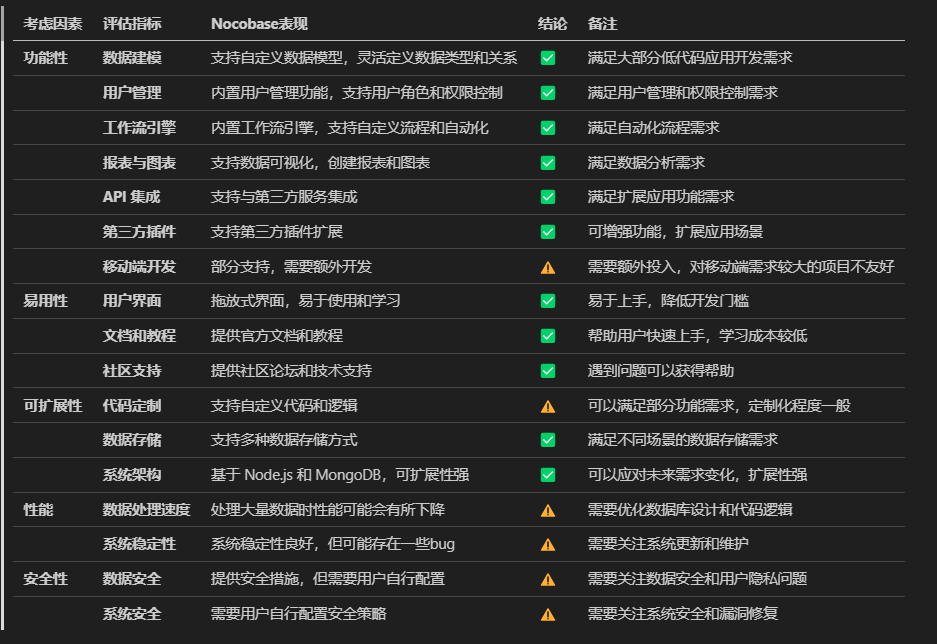 考虑因素 评估指标 Nocobase表现 结论 备注
功能性 数据建模 支持自定义数据模型，灵活定义数据类型和关系 ✅ 满足大部分低代码应用开发需求
用户管理 内置用户管理功能，支持用户角色和权限控制 ✅ 满足用户管理和权限控制需求
工作流引擎 内置工作流引擎，支持自定义流程和自动化 ✅ 满足自动化流程需求
报表与图表 支持数据可视化，创建报表和图表 ✅ 满足数据分析需求
API 集成 支持与第三方服务集成 ✅ 满足扩展应用功能需求
第三方插件 支持第三方插件扩展 ✅ 可增强功能，扩展应用场景
移动端开发 部分支持，需要额外开发 ⚠️ 需要额外投入，对移动端需求较大的项目不友好
易用性 用户界面 拖放式界面，易于使用和学习 ✅ 易于上手，降低开发门槛
文档和教程 提供官方文档和教程 ✅ 帮助用户快速上手，学习成本较低
社区支持 提供社区论坛和技术支持 ✅ 遇到问题可以获得帮助
可扩展性 代码定制 支持自定义代码和逻辑 ⚠️ 可以满足部分功能需求，定制化程度一般
数据存储 支持多种数据存储方式 ✅ 满足不同场景的数据存储需求
系统架构 基于 Node.js 和 MongoDB，可扩展性强 ✅ 可以应对未来需求变化，扩展性强
性能 数据处理速度 处理大量数据时性能可能会有所下降 ⚠️ 需要优化数据库设计和代码逻辑
系统稳定性 系统稳定性良好，但可能存在一些bug ⚠️ 需要关注系统更新和维护
安全性 数据安全 提供安全措施，但需要用户自行配置 ⚠️ 需要关注数据安全和用户隐私问题
系统安全 需要用户自行配置安全策略 ⚠️ 需要关注系统安全和漏洞修复